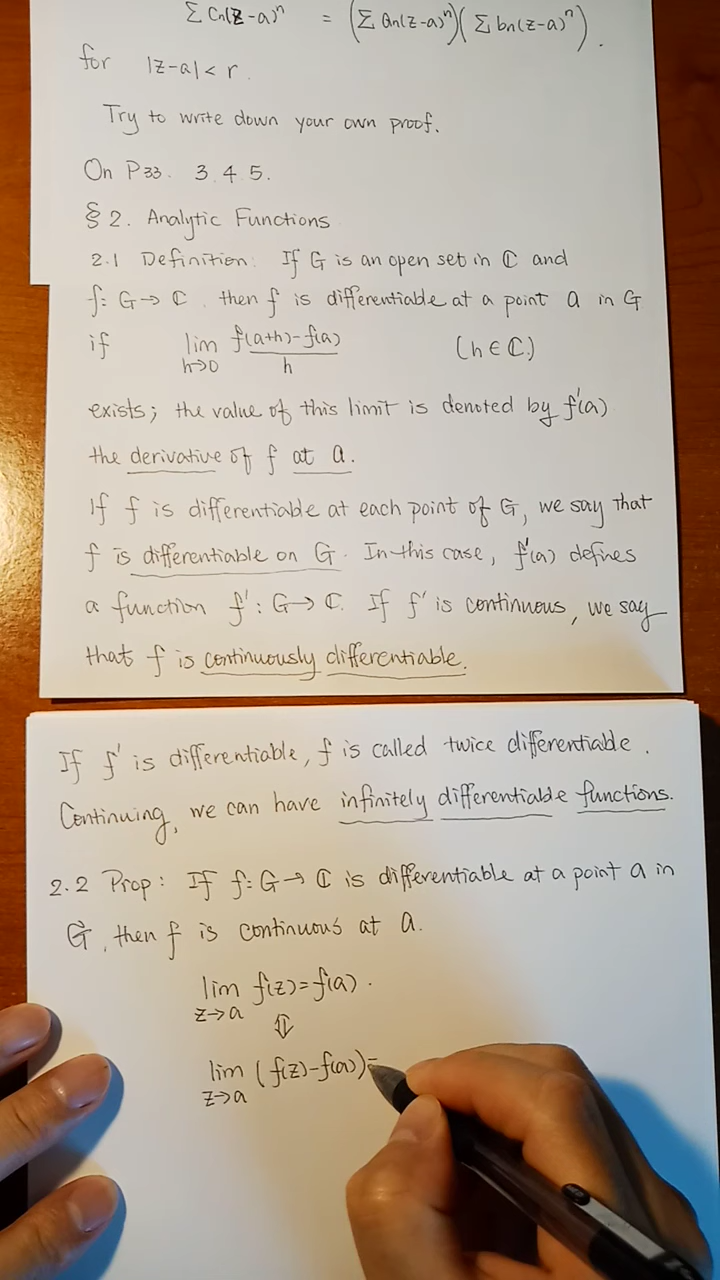 ∑ Cn(z-a)ⁿ = (∑ an(z-a)ⁿ)(∑ bn(z-a)ⁿ).
for |z-a| < r.
Try to write down your own proof.
On P33. 3.4.5.
§ 2. Analytic Functions
2.1 Definition: If G is an open set in ℂ and
f: G → ℂ, then f is differentiable at a point a in G
if lim h→0 f(a+h)-f(a) / h (h ∈ ℂ.)
exists; the value of this limit is denoted by f'(a)
the derivative of f at a.
If f is differentiable at each point of G, we say that
f is differentiable on G. In this case, f'(a) defines
a function f': G → ℂ. If f' is continuous, we say
that f is continuously differentiable.
If f' is differentiable, f is called twice differentiable.
Continuing, we can have infinitely differentiable functions.
2.2 Prop: If f: G → ℂ is differentiable at a point a in
G, then f is continuous at a.
lim z→a f(z) = f(a).
⇕
lim z→a (f(z)-f(a)) =